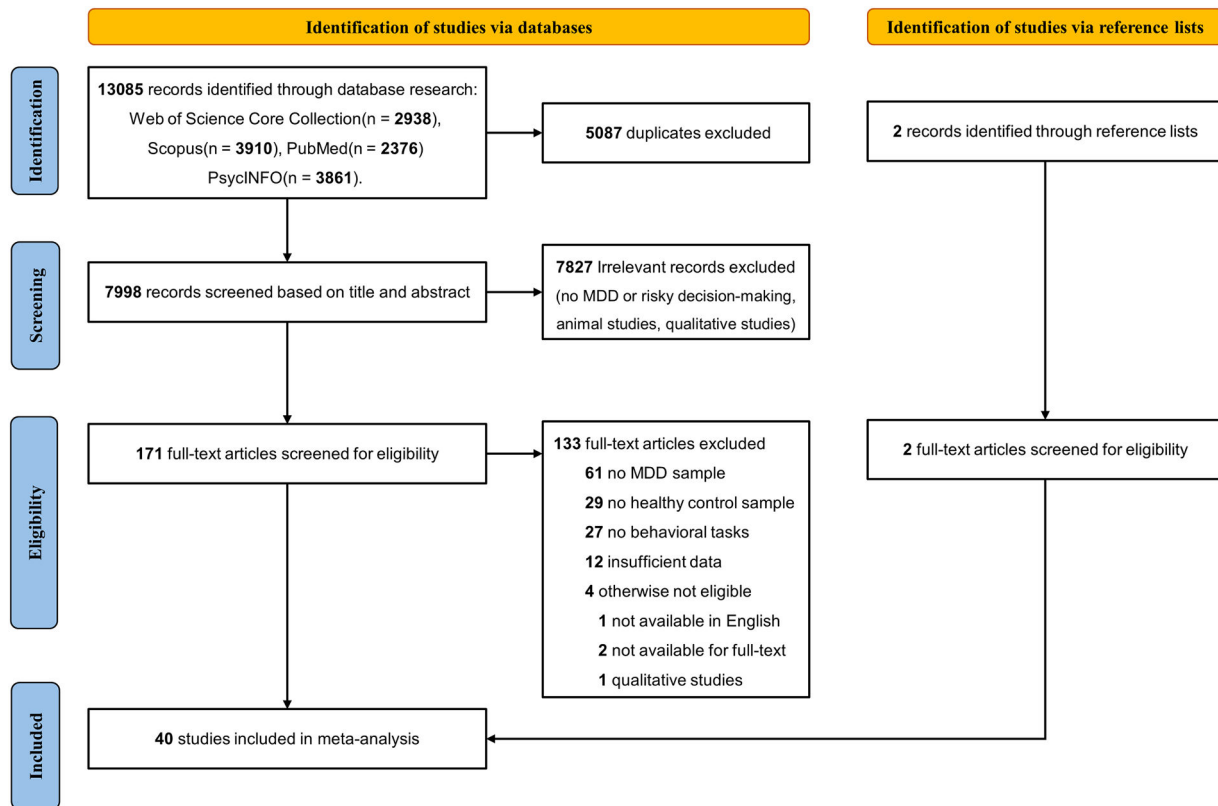 Identification of studies via databases
Identification of studies via reference lists
Identification
13085 records identified through database research:
Web of Science Core Collection(n = 2938),
Scopus(n = 3910), PubMed(n = 2376)
PsycINFO(n = 3861).
5087 duplicates excluded
2 records identified through reference lists
Screening
7998 records screened based on title and abstract
7827 Irrelevant records excluded
(no MDD or risky decision-making,
animal studies, qualitative studies)
Eligibility
171 full-text articles screened for eligibility
133 full-text articles excluded
61 no MDD sample
29 no healthy control sample
27 no behavioral tasks
12 insufficient data
4 otherwise not eligible
1 not available in English
2 not available for full-text
1 qualitative studies
2 full-text articles screened for eligibility
Included
40 studies included in meta-analysis